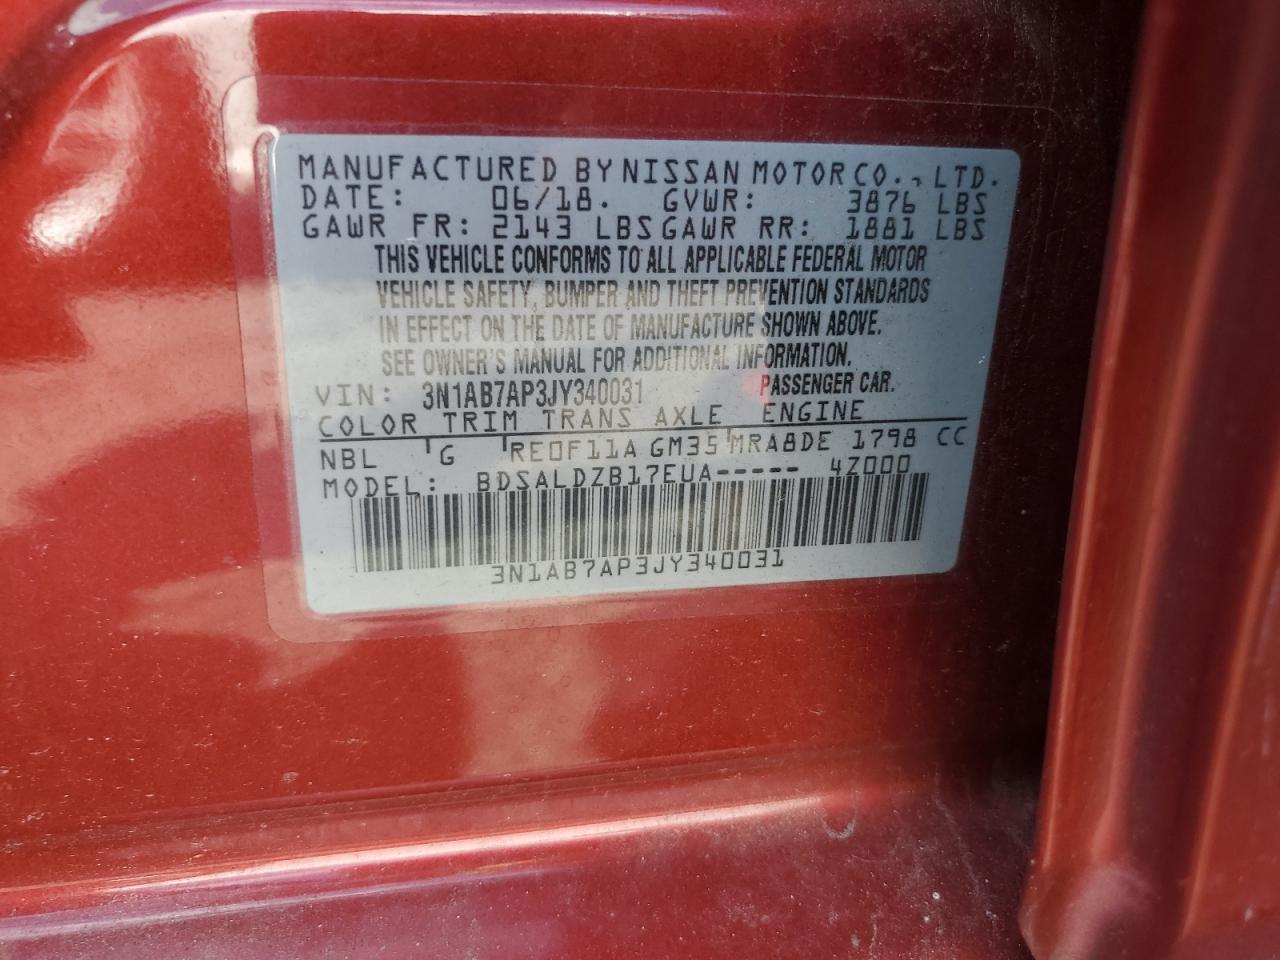 MANUFACTURED BY NISSAN MOTOR CO., LTD.
DATE: 06/18. GVWR: 3876 LBS
GAWR FR: 2143 LBS GAWR RR: 1881 LBS
THIS VEHICLE CONFORMS TO ALL APPLICABLE FEDERAL MOTOR
VEHICLE SAFETY, BUMPER AND THEFT PREVENTION STANDARDS
IN EFFECT ON THE DATE OF MANUFACTURE SHOWN ABOVE.
SEE OWNER'S MANUAL FOR ADDITIONAL INFORMATION.
VIN: 3N1AB7AP3JY340031 PASSENGER CAR.
COLOR TRIM TRANS AXLE ENGINE
NBL G RE0F11A GM35 MRA8DE 1798 CC
MODEL: BDSALDZB17EUA----- 4Z000
3N1AB7AP3JY340031